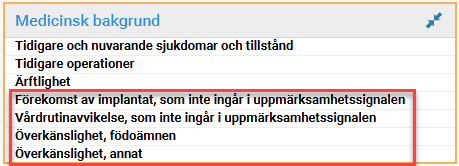 Medicinsk bakgrund
Tidigare och nuvarande sjukdomar och tillstånd
Tidigare operationer
Ärftlighet
Förekomst av implantat, som inte ingår i uppmärksamhetssignalen
Vårdrutinavvikelse, som inte ingår i uppmärksamhetssignalen
Överkänslighet, födoämnen
Överkänslighet, annat